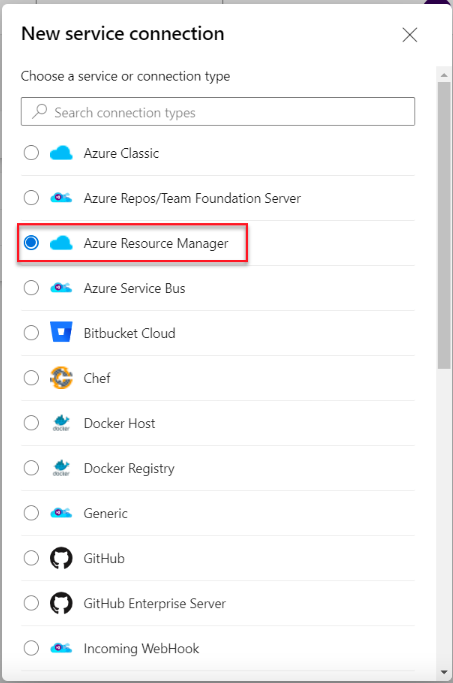 New service connection
Choose a service or connection type
Search connection types
Azure Classic
Azure Repos/Team Foundation Server
Azure Resource Manager
Azure Service Bus
Bitbucket Cloud
Chef
docker
Docker Host
docker
Docker Registry
Generic
GitHub
GitHub Enterprise Server
Incoming WebHook